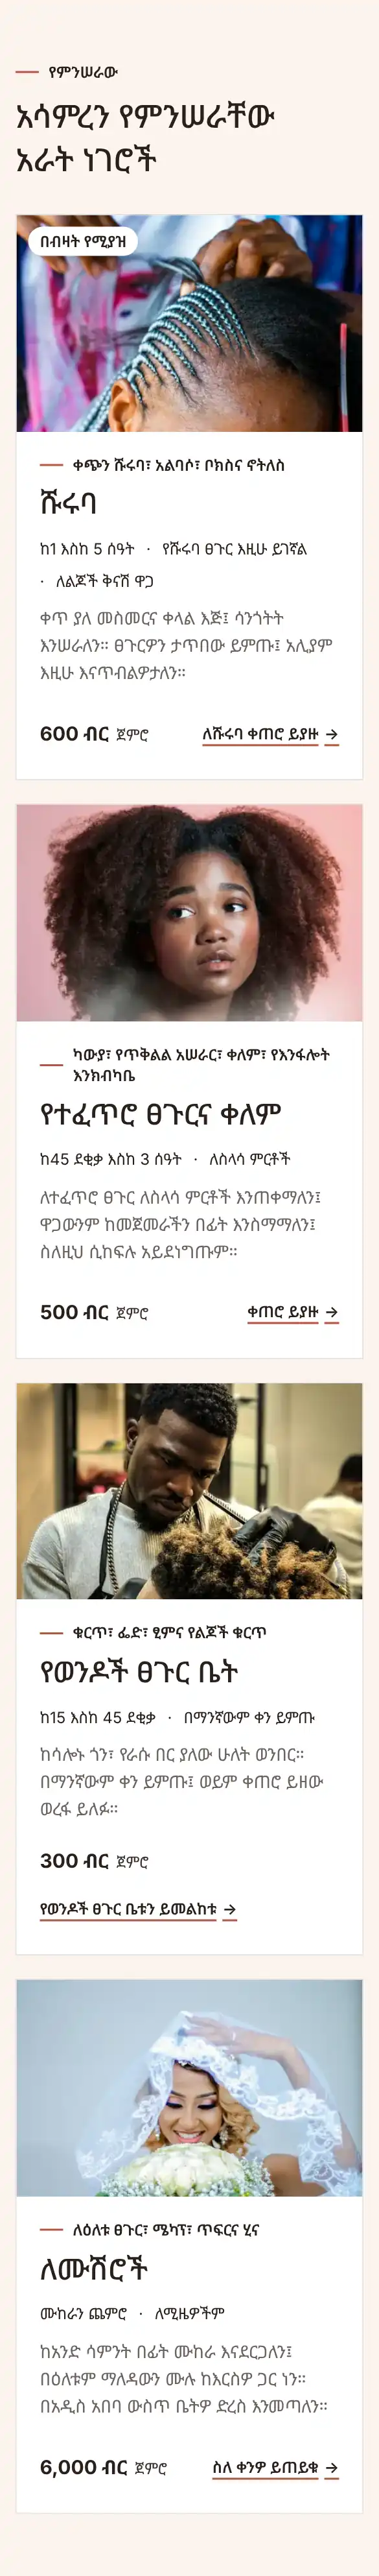 የምንሠራው
አሳምረን የምንሠራቸው
አራት ነገሮች
በብዛት የሚያዝ
ቀጭን ሹሩባ፣ አልባሶ፣ ቦክስና ኖትለስ
ሹሩባ
ከ1 እስከ 5 ሰዓት · የሹሩባ ፀጉር እዚሁ ይገኛል
· ለልጆች ቅናሽ ዋጋ
ቀጥ ያለ መስመርና ቀላል እጅ፤ ሳንጎትት
እንሠራለን። ፀጉርዎን ታጥበው ይምጡ፤ አሊያም
እዚሁ እናጥብልዎታለን።
600 ብር ጀምሮ ለሹሩባ ቀጠሮ ይያዙ →
ካውያ፣ የጥቅልል አሠራር፣ ቀለም፣ የእንፋሎት
እንክብካቤ
የተፈጥሮ ፀጉርና ቀለም
ከ45 ደቂቃ እስከ 3 ሰዓት · ለስላሳ ምርቶች
ለተፈጥሮ ፀጉር ለስላሳ ምርቶች እንጠቀማለን፤
ዋጋውንም ከመጀመራችን በፊት እንስማማለን፤
ስለዚህ ሲከፍሉ አይደነግጡም።
500 ብር ጀምሮ ቀጠሮ ይያዙ →
ቁርጥ፣ ፌድ፣ ፂምና የልጆች ቁርጥ
የወንዶች ፀጉር ቤት
ከ15 እስከ 45 ደቂቃ · በማንኛውም ቀን ይምጡ
ከሳሎኑ ጎን፣ የራሱ በር ያለው ሁለት ወንበር።
በማንኛውም ቀን ይምጡ፤ ወይም ቀጠሮ ይዘው
ወረፋ ይለፉ።
300 ብር ጀምሮ
የወንዶች ፀጉር ቤቱን ይመልከቱ →
ለዕለቱ ፀጉር፣ ሜካፕ፣ ጥፍርና ሂና
ለሙሽሮች
ሙከራን ጨምሮ · ለሚዜዎችም
ከአንድ ሳምንት በፊት ሙከራ እናደርጋለን፤
በዕለቱም ማለዳውን ሙሉ ከእርስዎ ጋር ነን።
በአዲስ አበባ ውስጥ ቤትዎ ድረስ እንመጣለን።
6,000 ብር ጀምሮ ስለ ቀንዎ ይጠይቁ →